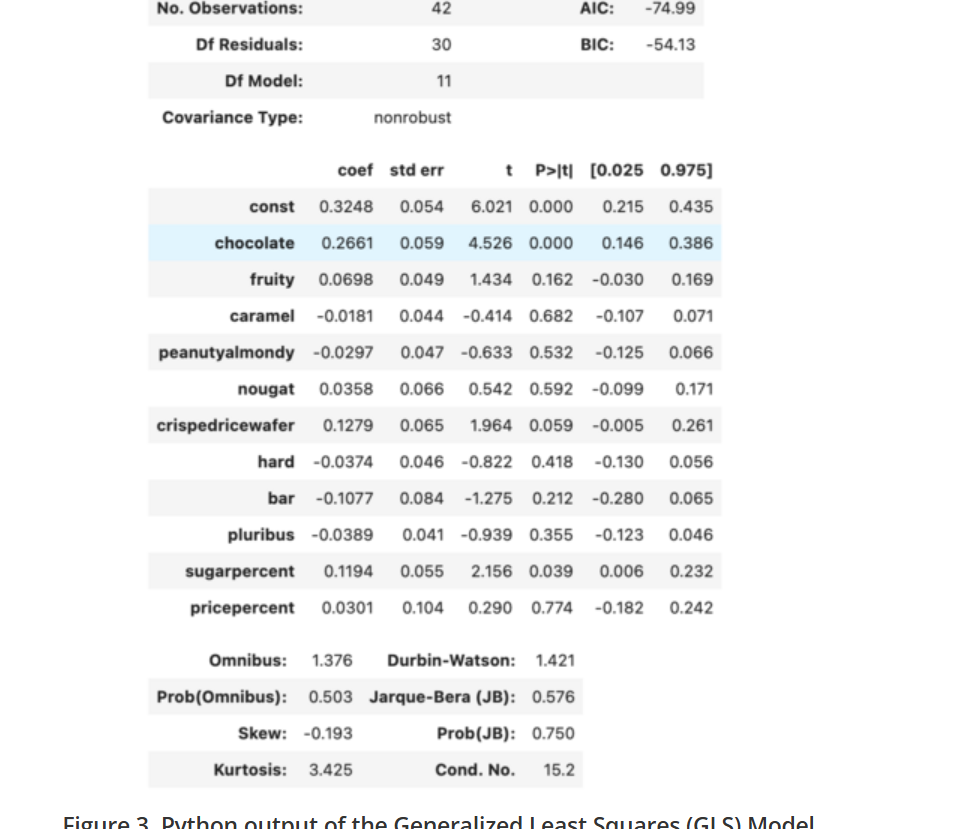 No. Observations: 42 AIC: -74.99
Df Residuals: 30 BIC: -54.13
Df Model: 11
Covariance Type: nonrobust
coef std err t P>|t| [0.025 0.975]
const 0.3248 0.054 6.021 0.000 0.215 0.435
chocolate 0.2661 0.059 4.526 0.000 0.146 0.386
fruity 0.0698 0.049 1.434 0.162 -0.030 0.169
caramel -0.0181 0.044 -0.414 0.682 -0.107 0.071
peanutyalmondy -0.0297 0.047 -0.633 0.532 -0.125 0.066
nougat 0.0358 0.066 0.542 0.592 -0.099 0.171
crispedricewafer 0.1279 0.065 1.964 0.059 -0.005 0.261
hard -0.0374 0.046 -0.822 0.418 -0.130 0.056
bar -0.1077 0.084 -1.275 0.212 -0.280 0.065
pluribus -0.0389 0.041 -0.939 0.355 -0.123 0.046
sugarpercent 0.1194 0.055 2.156 0.039 0.006 0.232
pricepercent 0.0301 0.104 0.290 0.774 -0.182 0.242
Omnibus: 1.376 Durbin-Watson: 1.421
Prob(Omnibus): 0.503 Jarque-Bera (JB): 0.576
Skew: -0.193 Prob(JB): 0.750
Kurtosis: 3.425 Cond. No. 15.2
Figure 3. Python output of the Generalized Least Squares (GLS) Model